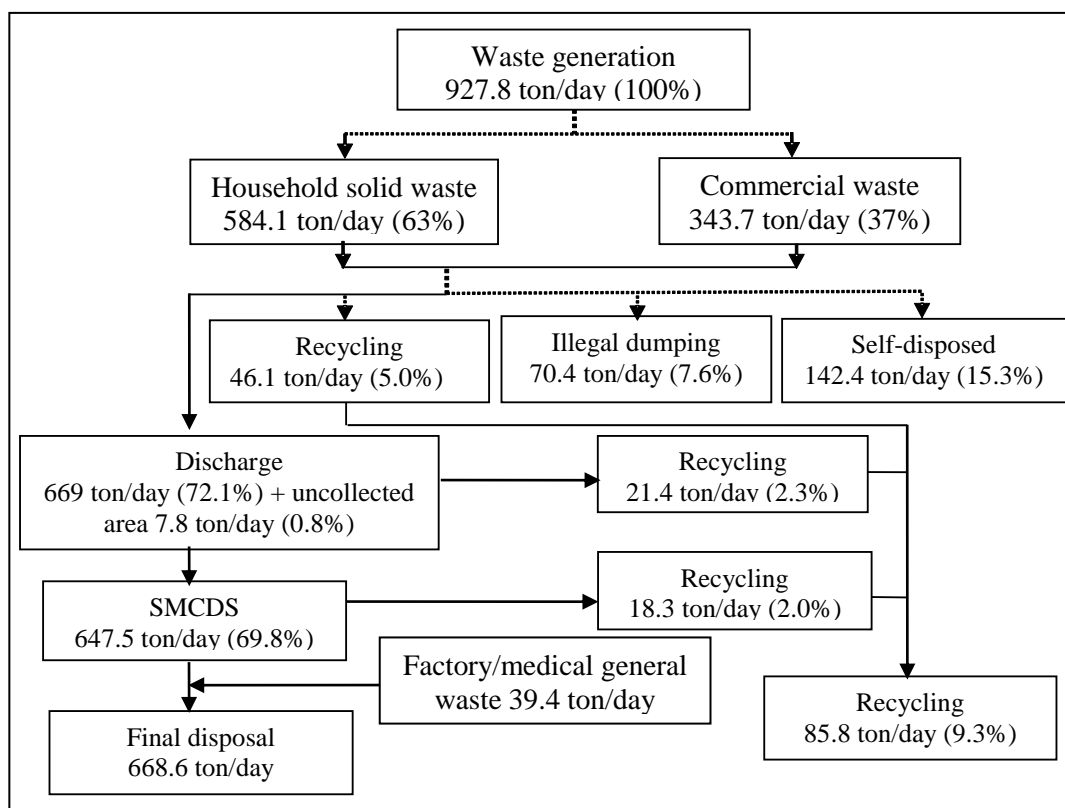 Waste generation
927.8 ton/day (100%)
Household solid waste
584.1 ton/day (63%)
Commercial waste
343.7 ton/day (37%)
Recycling
46.1 ton/day (5.0%)
Illegal dumping
70.4 ton/day (7.6%)
Self-disposed
142.4 ton/day (15.3%)
Discharge
669 ton/day (72.1%) + uncollected
area 7.8 ton/day (0.8%)
Recycling
21.4 ton/day (2.3%)
SMCDS
647.5 ton/day (69.8%)
Recycling
18.3 ton/day (2.0%)
Factory/medical general
waste 39.4 ton/day
Final disposal
668.6 ton/day
Recycling
85.8 ton/day (9.3%)